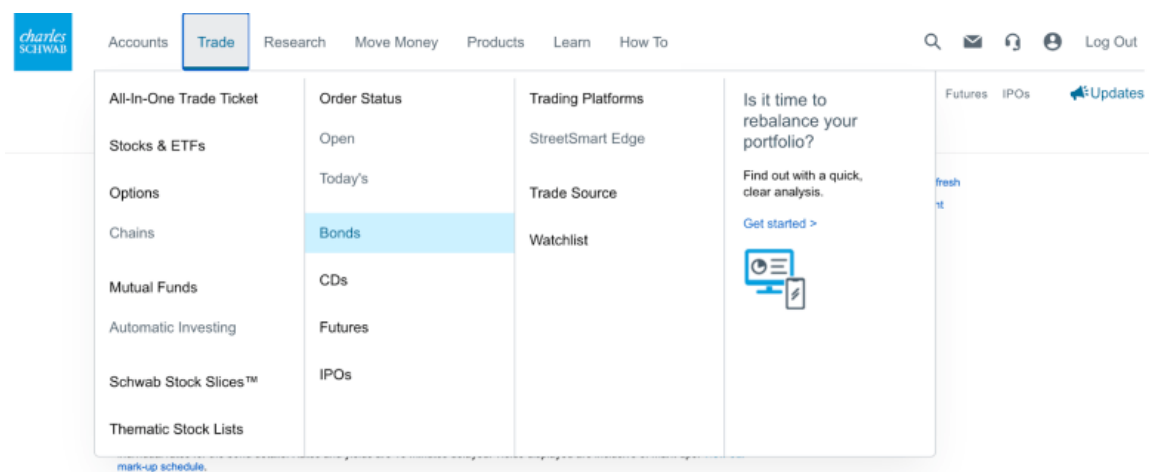 charles
SCHWAB
Accounts Trade Research Move Money Products Learn How To Log Out
All-In-One Trade Ticket
Stocks & ETFs
Options
Chains
Mutual Funds
Automatic Investing
Schwab Stock Slices™
Thematic Stock Lists
Order Status
Open
Today's
Bonds
CDs
Futures
IPOs
Trading Platforms
StreetSmart Edge
Trade Source
Watchlist
Is it time to
rebalance your
portfolio?
Find out with a quick,
clear analysis.
Get started >
Futures IPOs Updates
mark-up schedule.